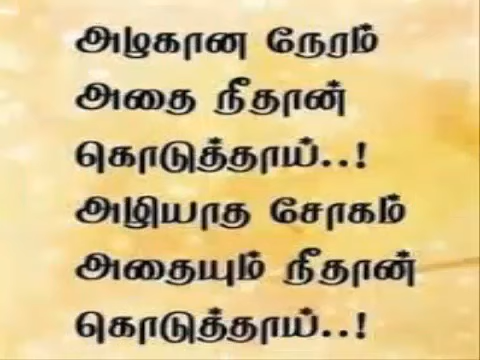 அழகான நேரம்
அதை நீதான்
கொடுத்தாய்..!
அழியாத சோகம்
அதையும் நீதான்
கொடுத்தாய்..!